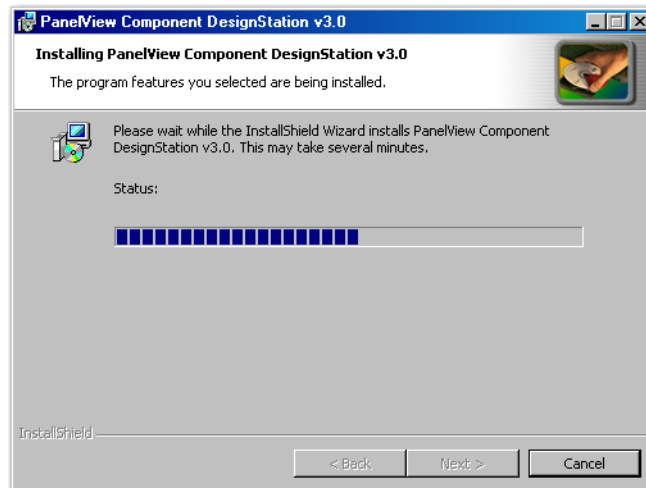 PanelView Component DesignStation v3.0
Installing PanelView Component DesignStation v3.0
The program features you selected are being installed.
Please wait while the InstallShield Wizard installs PanelView Component
DesignStation v3.0. This may take several minutes.
Status:
InstallShield
< Back
Next >
Cancel